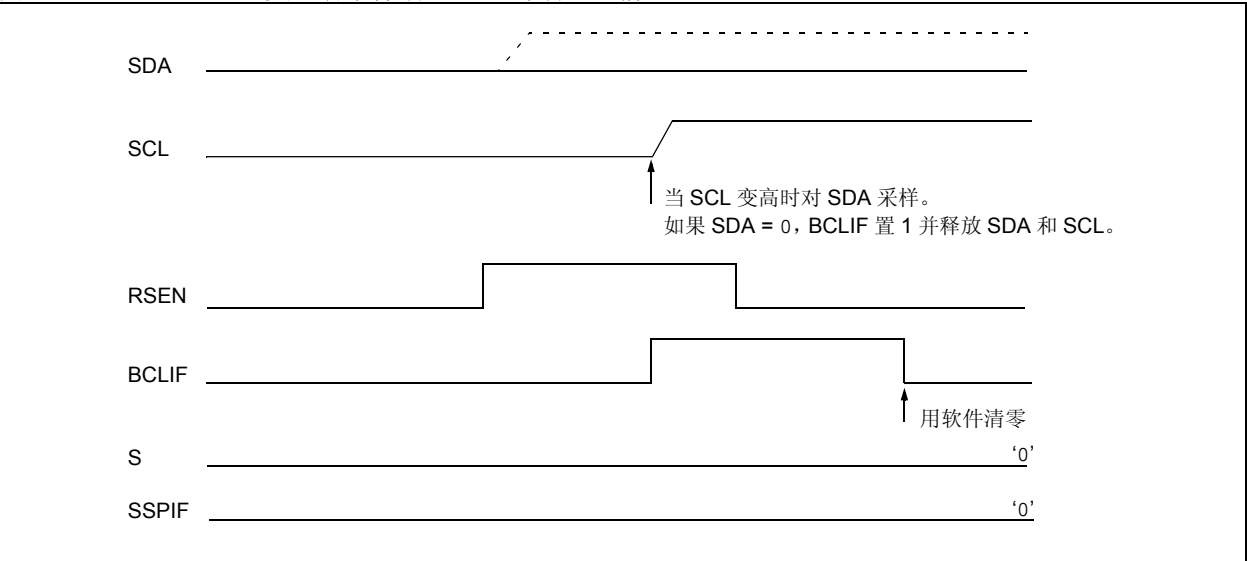 SDA
SCL
当 SCL 变高时对 SDA 采样。
如果 SDA = 0，BCLIF 置 1 并释放 SDA 和 SCL。
RSEN
BCLIF
用软件清零
S
‘0’
SSPIF
‘0’